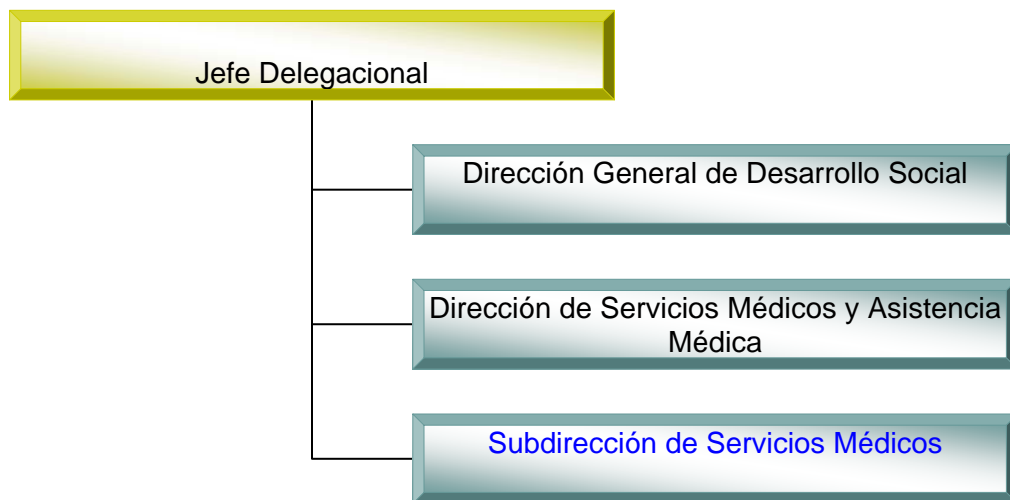 Jefe Delegacional
Dirección General de Desarrollo Social
Dirección de Servicios Médicos y Asistencia
Médica
Subdirección de Servicios Médicos